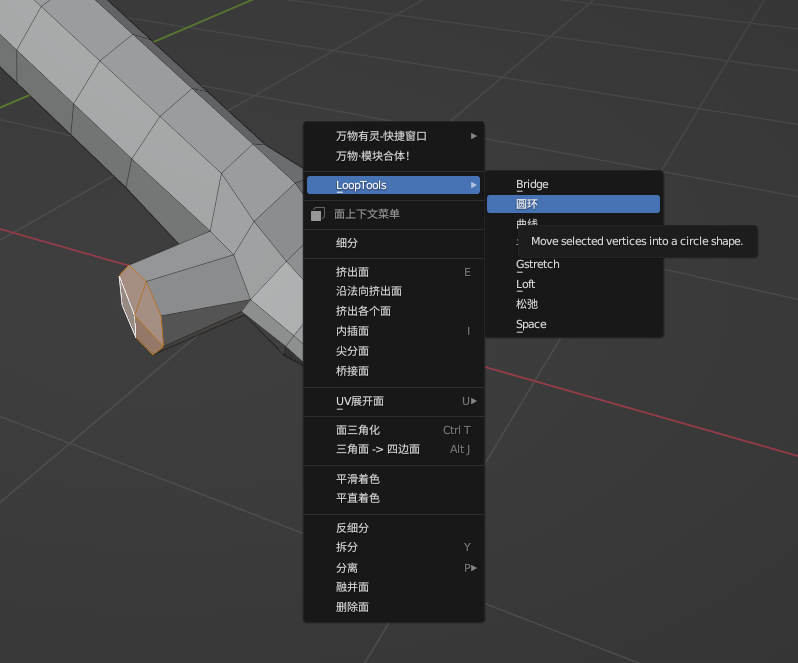 万物有灵-快捷窗口
万物·模块合体!
LoopTools
面上下文菜单
细分
挤出面 E
沿法向挤出面
挤出各个面
内插面 I
尖分面
桥接面
UV展开面 U
面三角化 Ctrl T
三角面 -> 四边面 Alt J
平滑着色
平直着色
反细分
拆分 Y
分离 P
融并面
删除面
Bridge
圆环
曲线
Move selected vertices into a circle shape.
Gstretch
Loft
松弛
Space